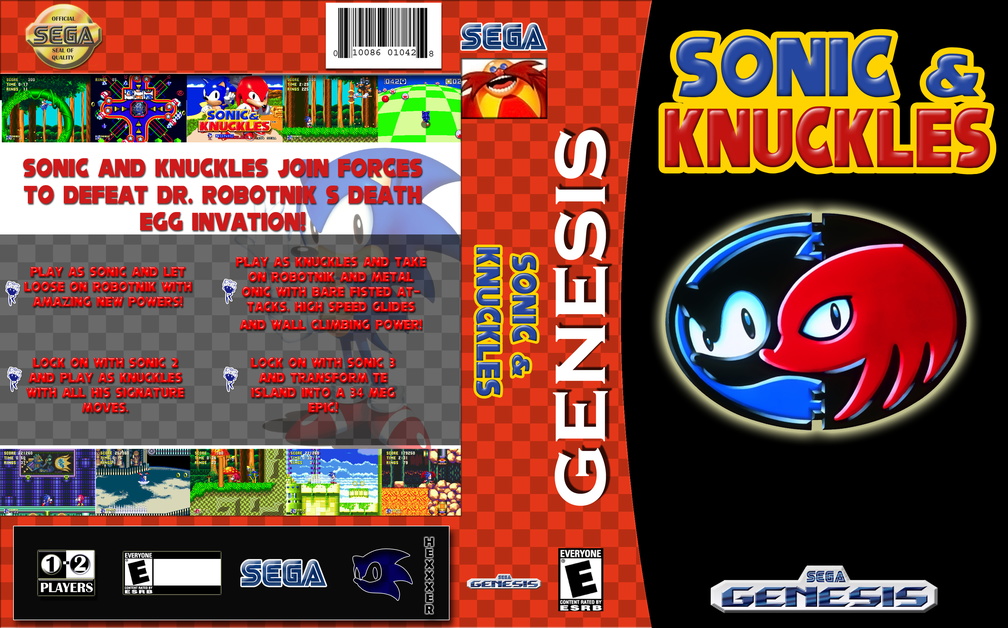 OFFICIAL
SEGA
SEAL OF
QUALITY
0 10086 01042 8
SONIC &
KNUCKLES
SONIC AND KNUCKLES JOIN FORCES
TO DEFEAT DR. ROBOTNIK S DEATH
EGG INVATION!
PLAY AS SONIC AND LET
LOOSE ON ROBOTNIK WITH
AMAZING NEW POWERS!
PLAY AS KNUCKLES AND TAKE
ON ROBOTNIK AND METAL
ONIC WITH BARE FISTED AT-
TACKS, HIGH SPEED GLIDES
AND WALL CLIMBING POWER!
LOCK ON WITH SONIC 2
AND PLAY AS KNUCKLES
WITH ALL HIS SIGNATURE
MOVES.
LOCK ON WITH SONIC 3
AND TRANSFORM TE
ISLAND INTO A 34 MEG
EPIC!
1-2
PLAYERS
EVERYONE
E
ESRB
SEGA
HEXXXER
SEGA
SONIC &
KNUCKLES
GENESIS
SEGA
GENESIS
EVERYONE
E
CONTENT RATED BY
ESRB
SONIC &
KNUCKLES
SEGA
GENESIS